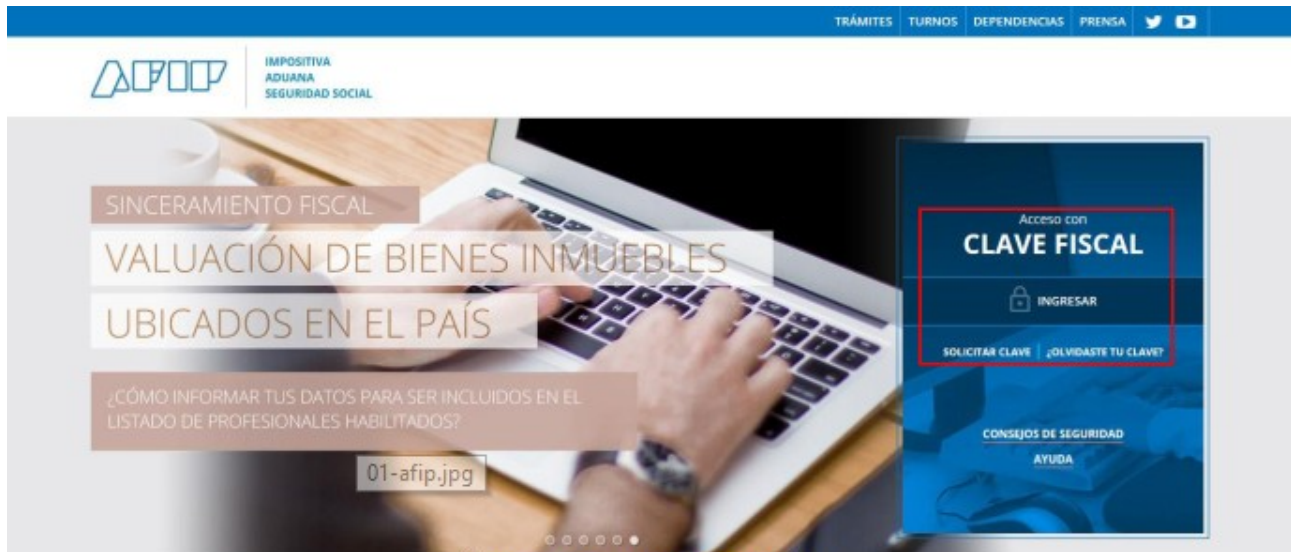 TRÁMITES TURNOS DEPENDENCIAS PRENSA
AFIP
IMPOSITIVA
ADUANA
SEGURIDAD SOCIAL
SINCERAMIENTO FISCAL
VALUACIÓN DE BIENES INMUEBLES
UBICADOS EN EL PAÍS
¿CÓMO INFORMAR TUS DATOS PARA SER INCLUIDOS EN EL
LISTADO DE PROFESIONALES HABILITADOS?
01-afip.jpg
Acceso con
CLAVE FISCAL
INGRESAR
SOLICITAR CLAVE ¿OLVIDASTE TU CLAVE?
CONSEJOS DE SEGURIDAD
AYUDA